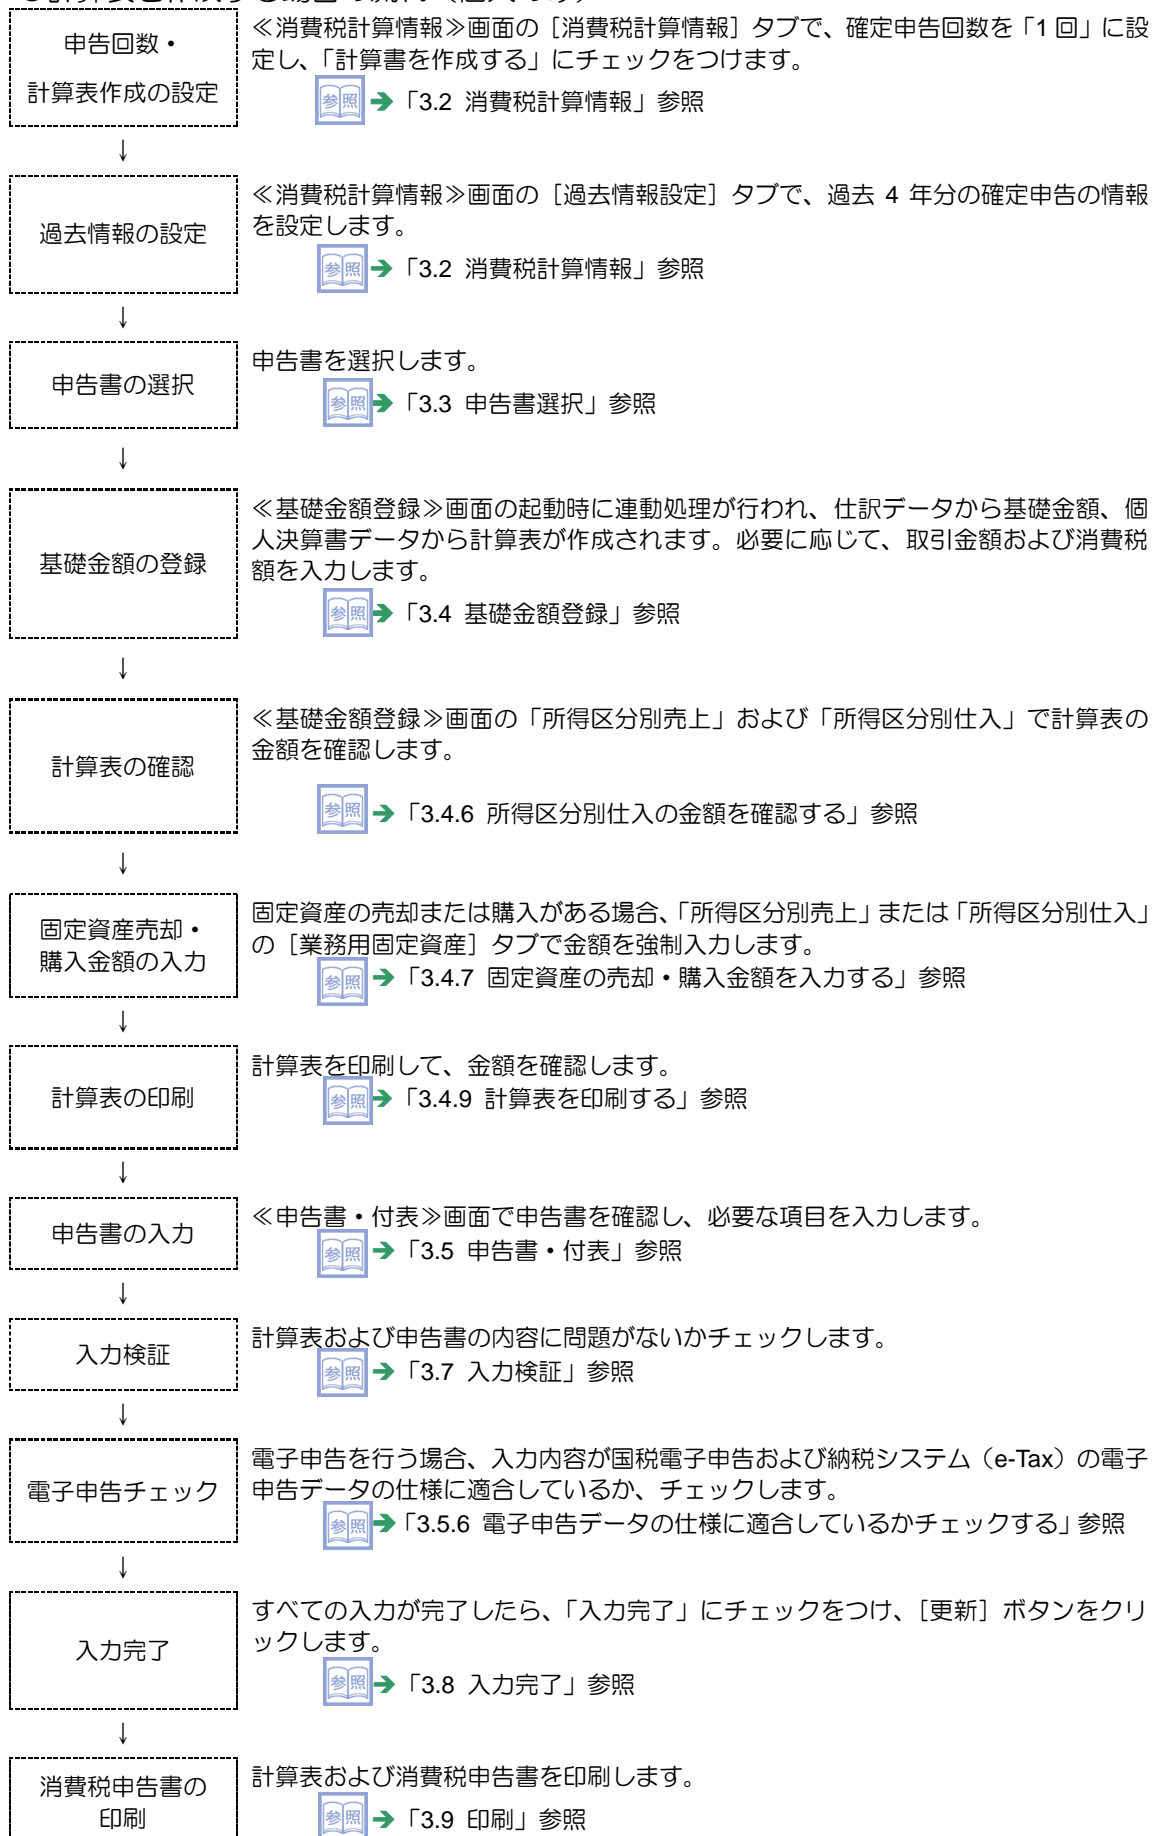 計算表を作成する場合の流れ（個人のみ）
申告回数・
計算表作成の設定
≪消費税計算情報≫画面の［消費税計算情報］タブで、確定申告回数を「1 回」に設
定し、「計算書を作成する」にチェックをつけます。
参照 ➔ 「3.2 消費税計算情報」参照
↓
過去情報の設定
≪消費税計算情報≫画面の［過去情報設定］タブで、過去 4 年分の確定申告の情報
を設定します。
参照 ➔ 「3.2 消費税計算情報」参照
↓
申告書の選択
申告書を選択します。
参照 ➔ 「3.3 申告書選択」参照
↓
基礎金額の登録
≪基礎金額登録≫画面の起動時に連動処理が行われ、仕訳データから基礎金額、個
人決算書データから計算表が作成されます。必要に応じて、取引金額および消費税
額を入力します。
参照 ➔ 「3.4 基礎金額登録」参照
↓
計算表の確認
≪基礎金額登録≫画面の「所得区分別売上」および「所得区分別仕入」で計算表の
金額を確認します。
参照 ➔ 「3.4.6 所得区分別仕入の金額を確認する」参照
↓
固定資産売却・
購入金額の入力
固定資産の売却または購入がある場合、「所得区分別売上」または「所得区分別仕入」
の［業務用固定資産］タブで金額を強制入力します。
参照 ➔ 「3.4.7 固定資産の売却・購入金額を入力する」参照
↓
計算表の印刷
計算表を印刷して、金額を確認します。
参照 ➔ 「3.4.9 計算表を印刷する」参照
↓
申告書の入力
≪申告書・付表≫画面で申告書を確認し、必要な項目を入力します。
参照 ➔ 「3.5 申告書・付表」参照
↓
入力検証
計算表および申告書の内容に問題がないかチェックします。
参照 ➔ 「3.7 入力検証」参照
↓
電子申告チェック
電子申告を行う場合、入力内容が国税電子申告および納税システム（e-Tax）の電子
申告データの仕様に適合しているか、チェックします。
参照 ➔ 「3.5.6 電子申告データの仕様に適合しているかチェックする」参照
↓
入力完了
すべての入力が完了したら、「入力完了」にチェックをつけ、［更新］ボタンをクリ
ックします。
参照 ➔ 「3.8 入力完了」参照
↓
消費税申告書の
印刷
計算表および消費税申告書を印刷します。
参照 ➔ 「3.9 印刷」参照